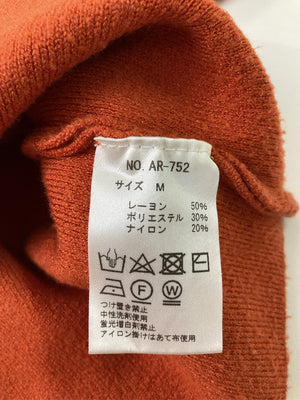 NO. AR-752
サイズ M
レーヨン 50%
ポリエステル 30%
ナイロン 20%
F W
つけ置き禁止
中性洗剤使用
蛍光増白剤禁止
アイロン掛けはあて布使用